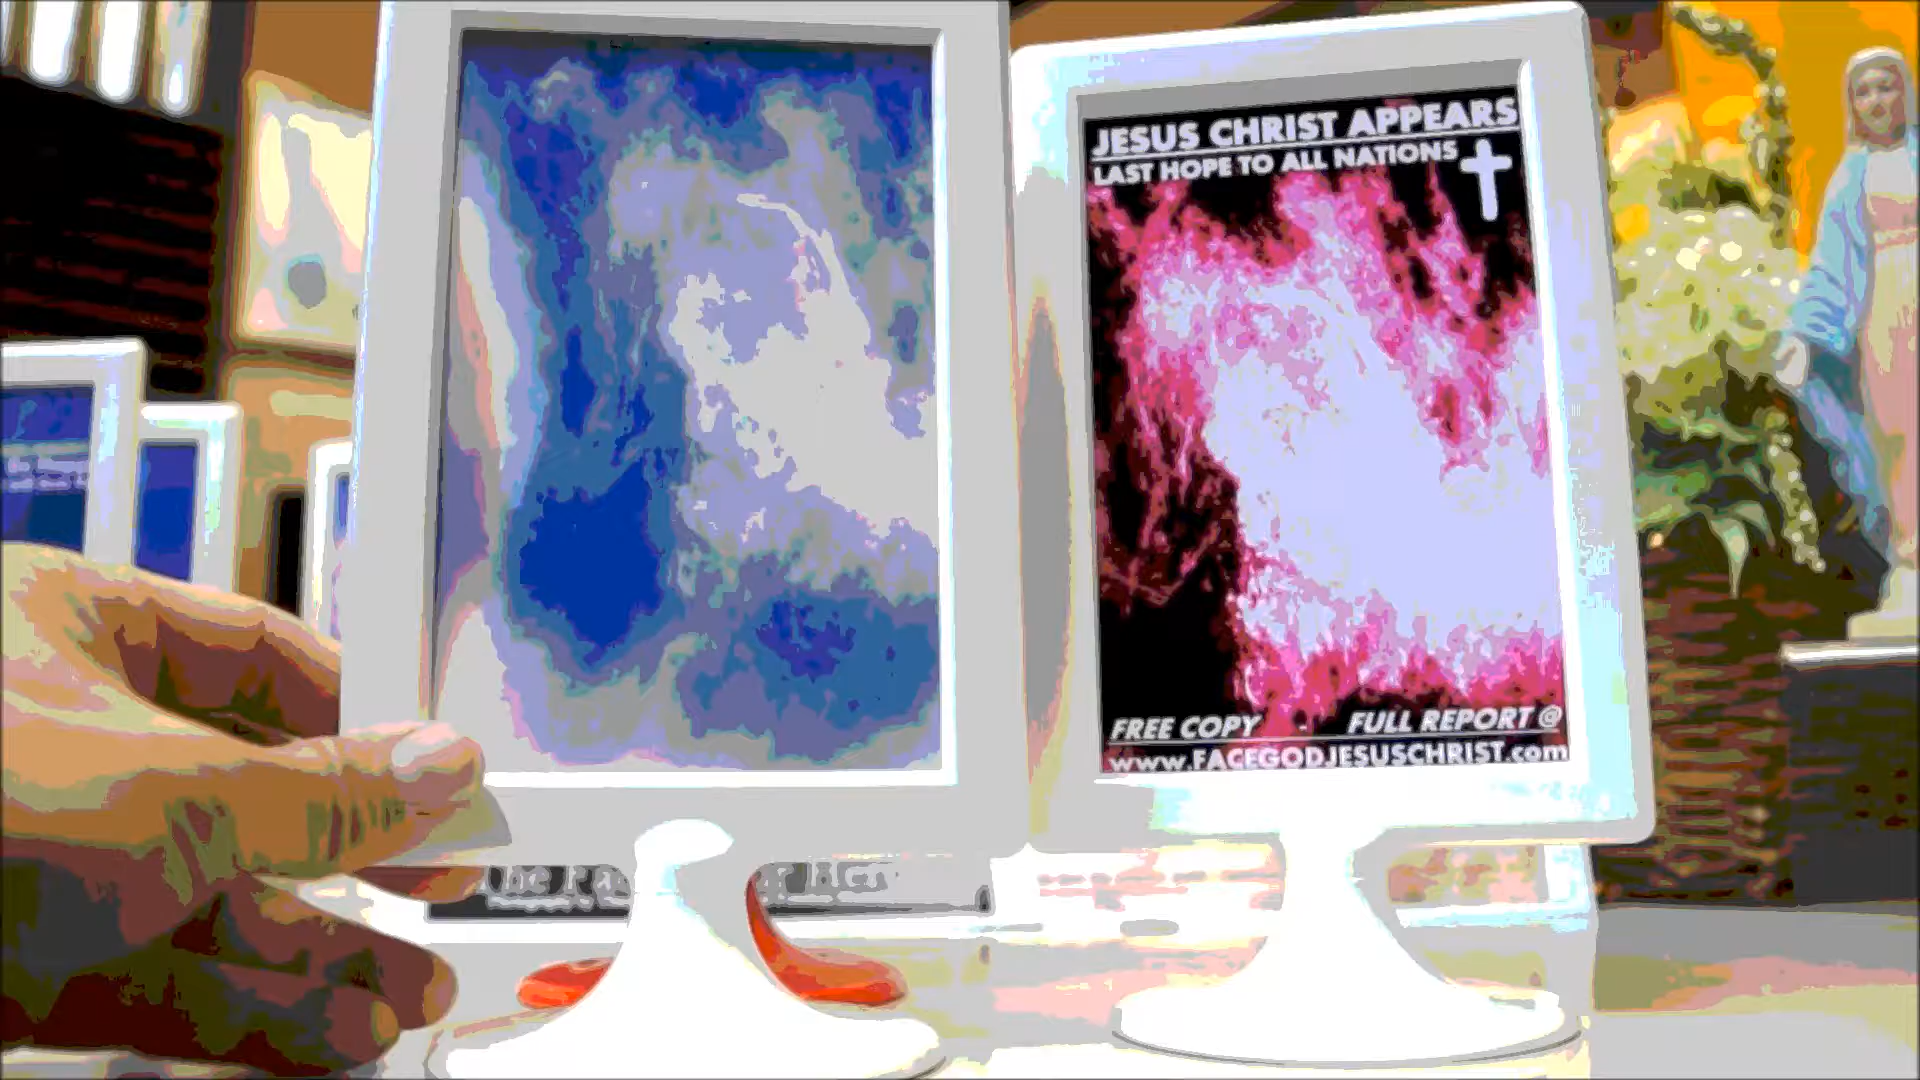 JESUS CHRIST APPEARS
LAST HOPE TO ALL NATIONS
FREE COPY - FULL REPORT @
www.FACEGODJESUSCHRIST.com